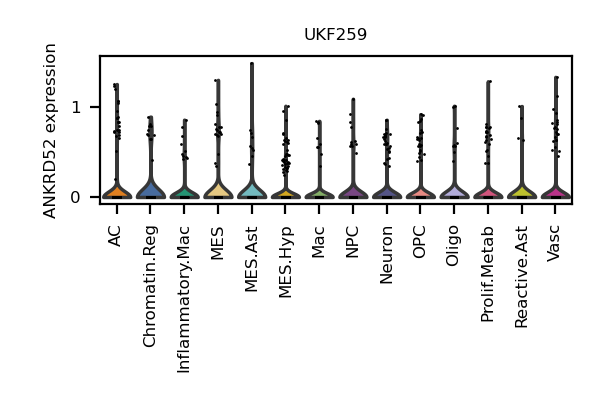 UKF259
ANKRD52 expression
1
0
AC
Chromatin.Reg
Inflammatory.Mac
MES
MES.Ast
MES.Hyp
Mac
NPC
Neuron
OPC
Oligo
Prolif.Metab
Reactive.Ast
Vasc